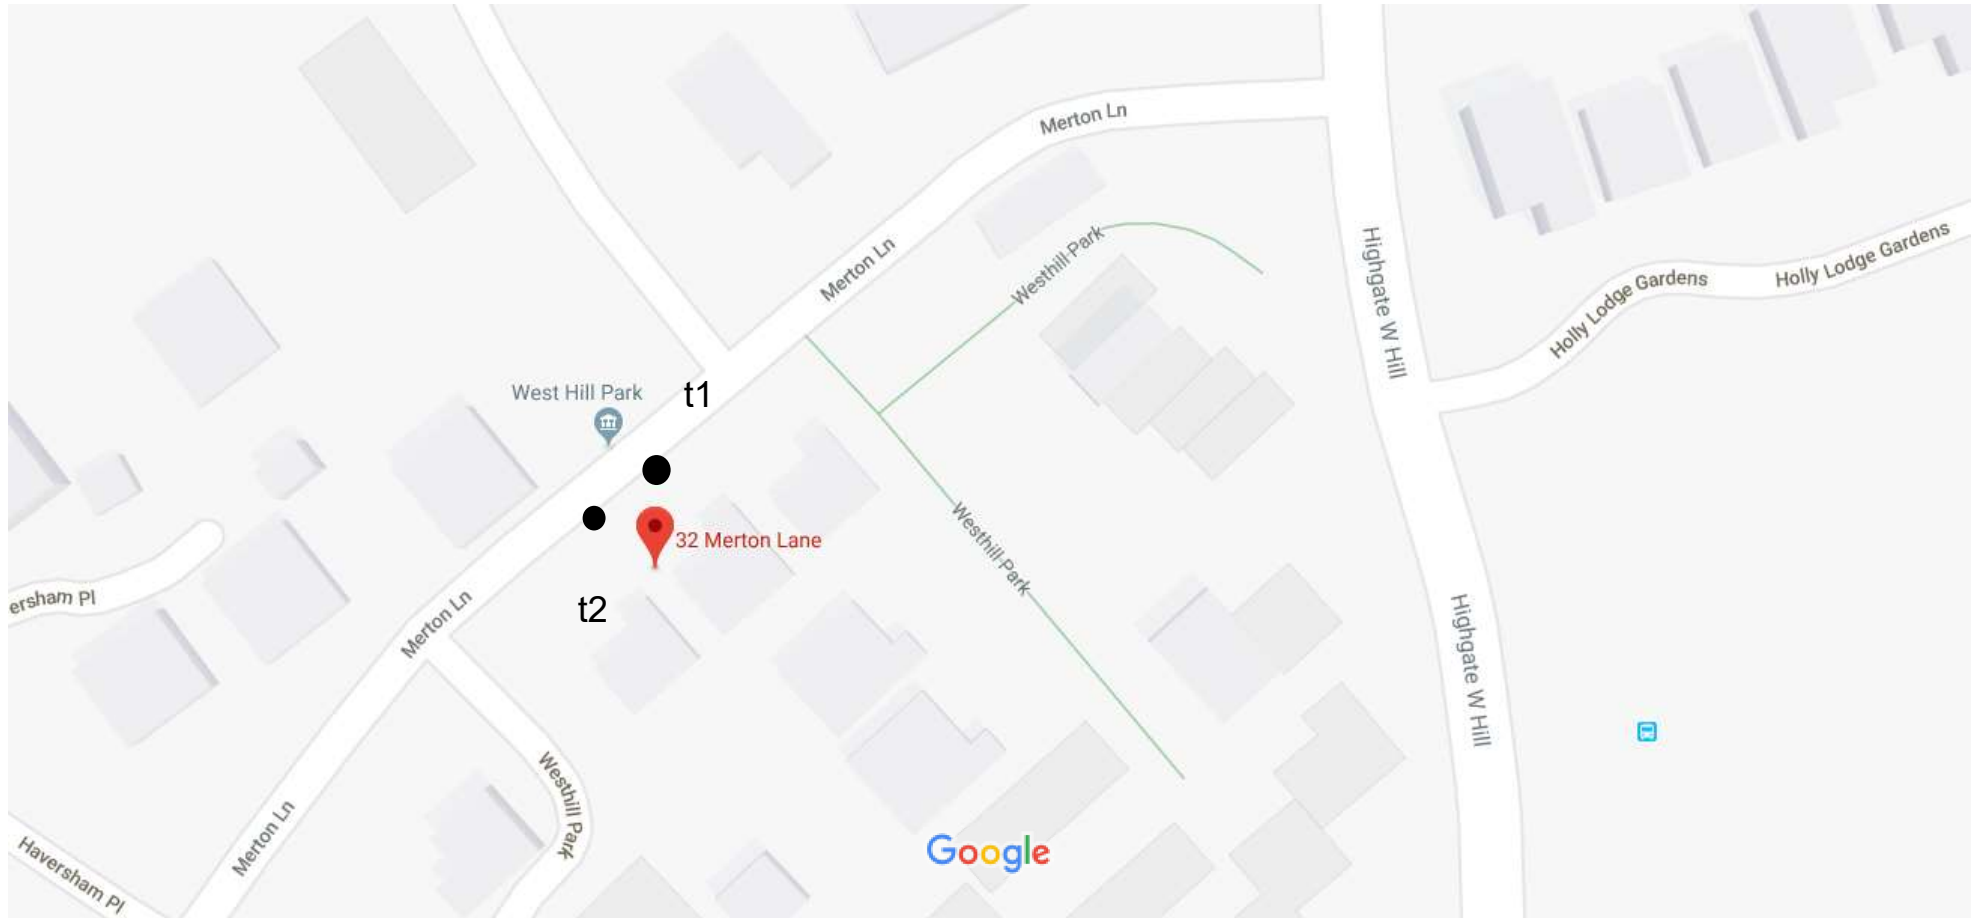 Merton Ln
Merton Ln
Westhill Park
Highgate W Hill
Holly Lodge Gardens
Holly Lodge Gardens
West Hill Park
t1
32 Merton Lane
t2
Westhill Park
ersham Pl
Merton Ln
Highgate W Hill
Westhill Park
Merton Ln
Haversham Pl
Google